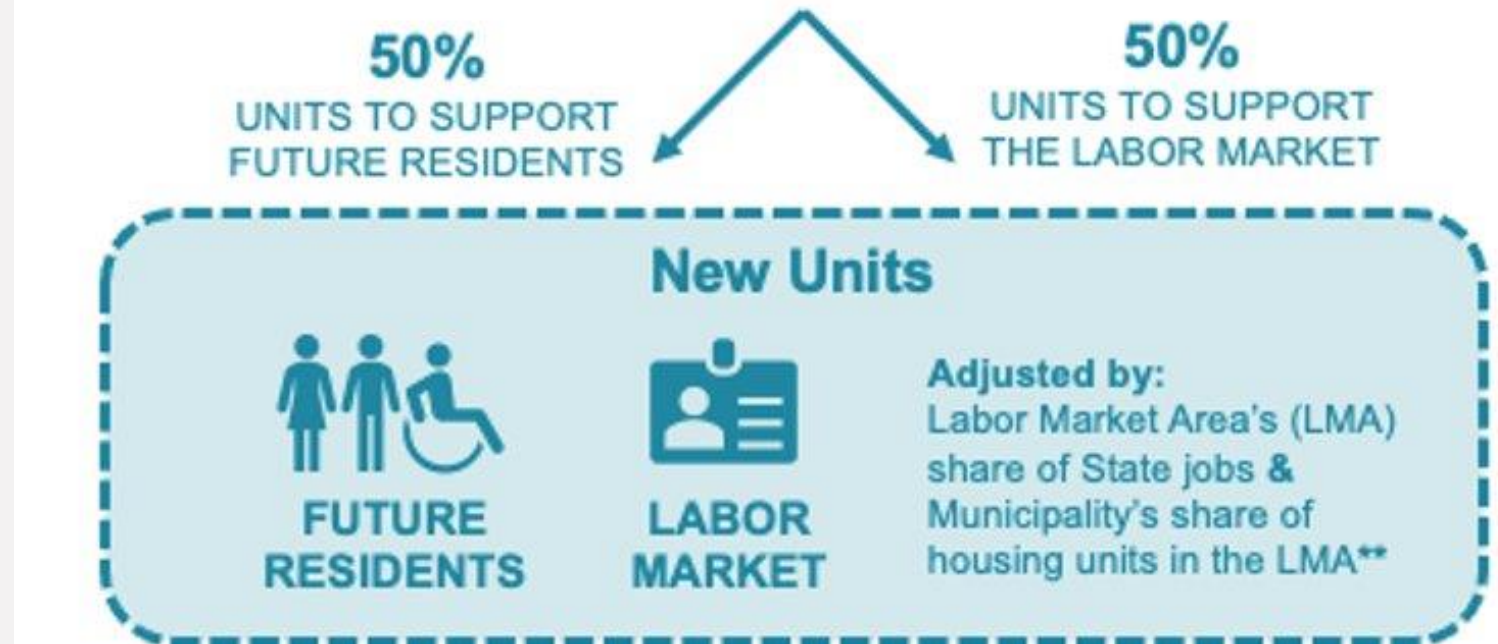 50%
UNITS TO SUPPORT
FUTURE RESIDENTS
50%
UNITS TO SUPPORT
THE LABOR MARKET
New Units
FUTURE
RESIDENTS
LABOR
MARKET
Adjusted by:
Labor Market Area's (LMA)
share of State jobs &
Municipality's share of
housing units in the LMA**